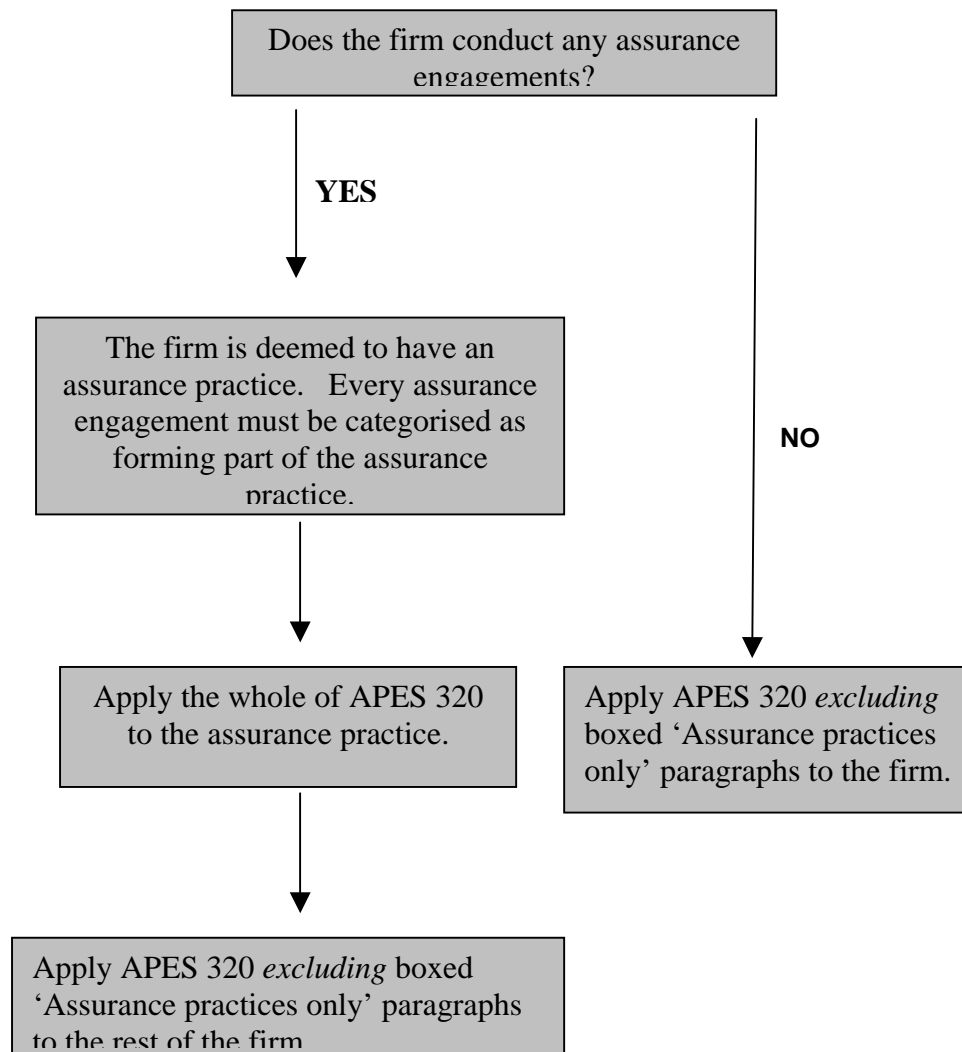 Does the firm conduct any assurance
engagements?
YES
The firm is deemed to have an
assurance practice. Every assurance
engagement must be categorised as
forming part of the assurance
practice.
NO
Apply the whole of APES 320
to the assurance practice.
Apply APES 320 excluding
boxed ‘Assurance practices
only’ paragraphs to the firm.
Apply APES 320 excluding boxed
‘Assurance practices only’ paragraphs
to the rest of the firm